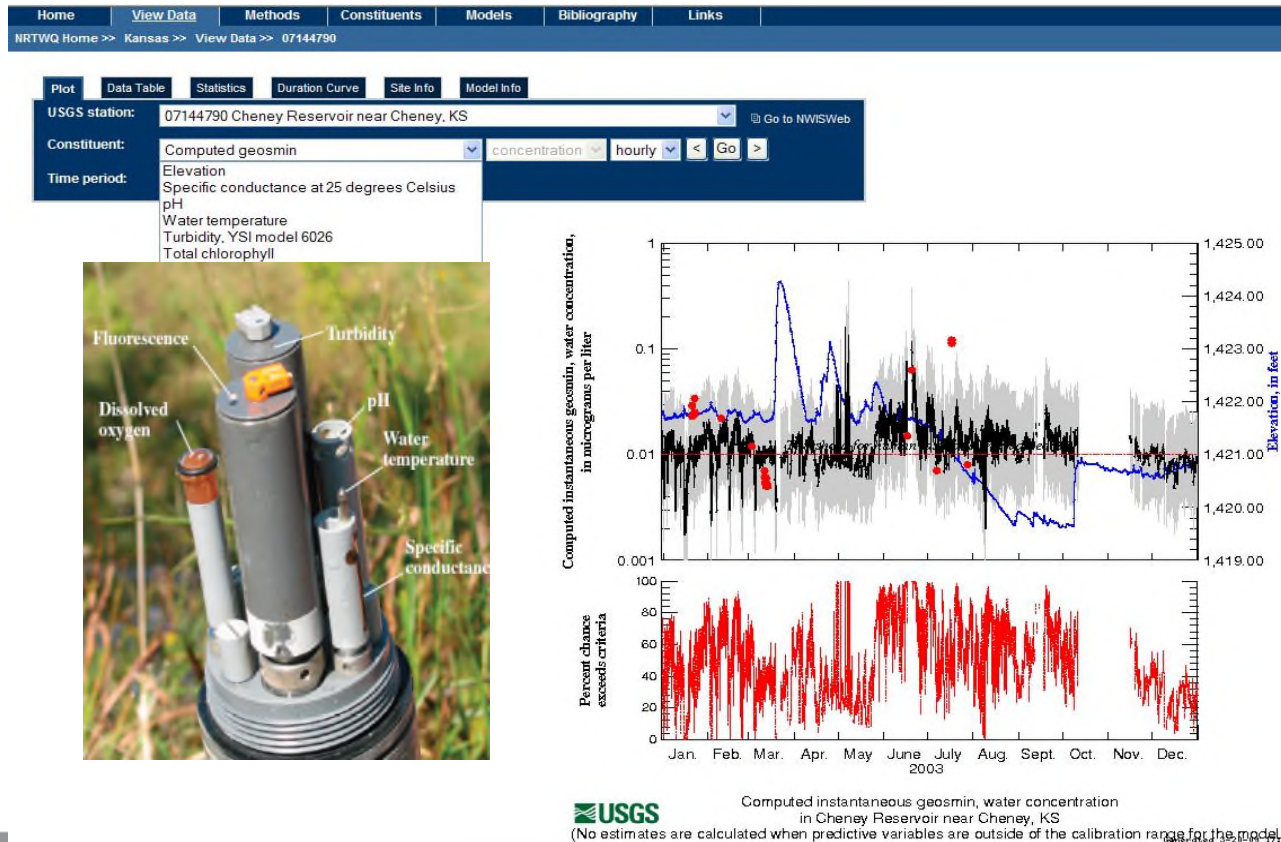 Home View Data Methods Constituents Models Bibliography Links
NRTWQ Home >> Kansas >> View Data >> 07144790
Plot Data Table Statistics Duration Curve Site Info Model Info
USGS station: 07144790 Cheney Reservoir near Cheney, KS Go to NWISWeb
Constituent: Computed geosmin concentration hourly < Go >
Time period:
Elevation
Specific conductance at 25 degrees Celsius
pH
Water temperature
Turbidity, YSI model 6026
Total chlorophyll
Fluorescence
Turbidity
Dissolved
oxygen
pH
Water
temperature
Specific
conductance
Computed instantaneous geosmin, water concentration,
in micrograms per liter
1
0.1
0.01
0.001
1,425.00
1,424.00
1,423.00
1,422.00
1,421.00
1,420.00
1,419.00
Elevation, in feet
Percent chance
exceeds criteria
100
80
60
40
20
0
Jan. Feb. Mar. Apr. May June July Aug. Sept. Oct. Nov. Dec.
2003
USGS
Computed instantaneous geosmin, water concentration
in Cheney Reservoir near Cheney, KS
(No estimates are calculated when predictive variables are outside of the calibration range for the model